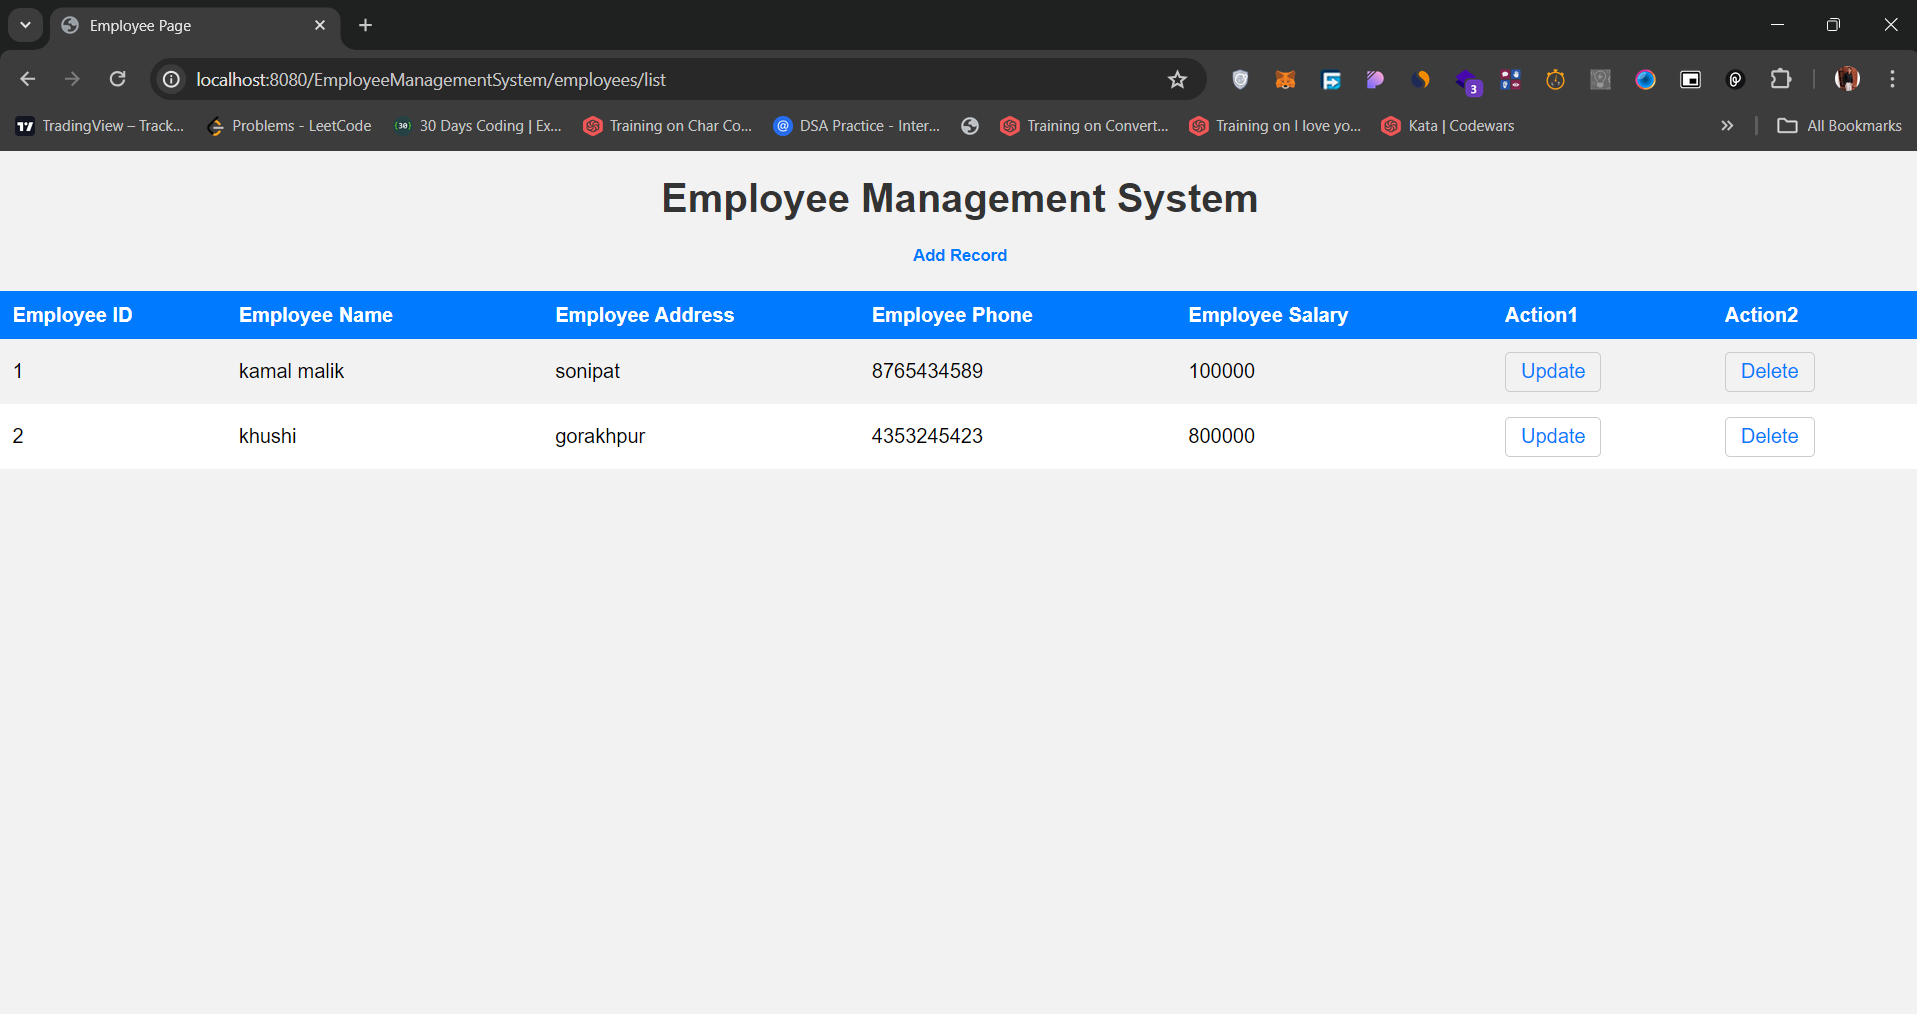 Employee Page
localhost:8080/EmployeeManagementSystem/employees/list
3
TradingView – Track... Problems - LeetCode 30 Days Coding | Ex... Training on Char Co... DSA Practice - Inter... Training on Convert... Training on I love yo... Kata | Codewars All Bookmarks
Employee Management System
Add Record
Employee ID Employee Name Employee Address Employee Phone Employee Salary Action1 Action2
1 kamal malik sonipat 8765434589 100000 Update Delete
2 khushi gorakhpur 4353245423 800000 Update Delete